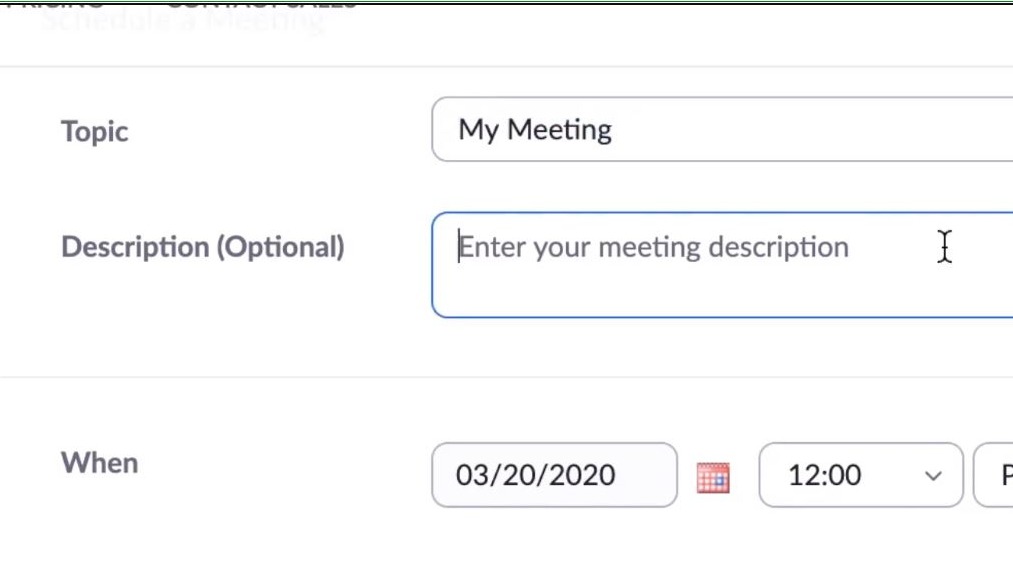 PRICING CONTACT SALES
Schedule a Meeting
Topic
My Meeting
Description (Optional)
Enter your meeting description
When
03/20/2020
12:00
P